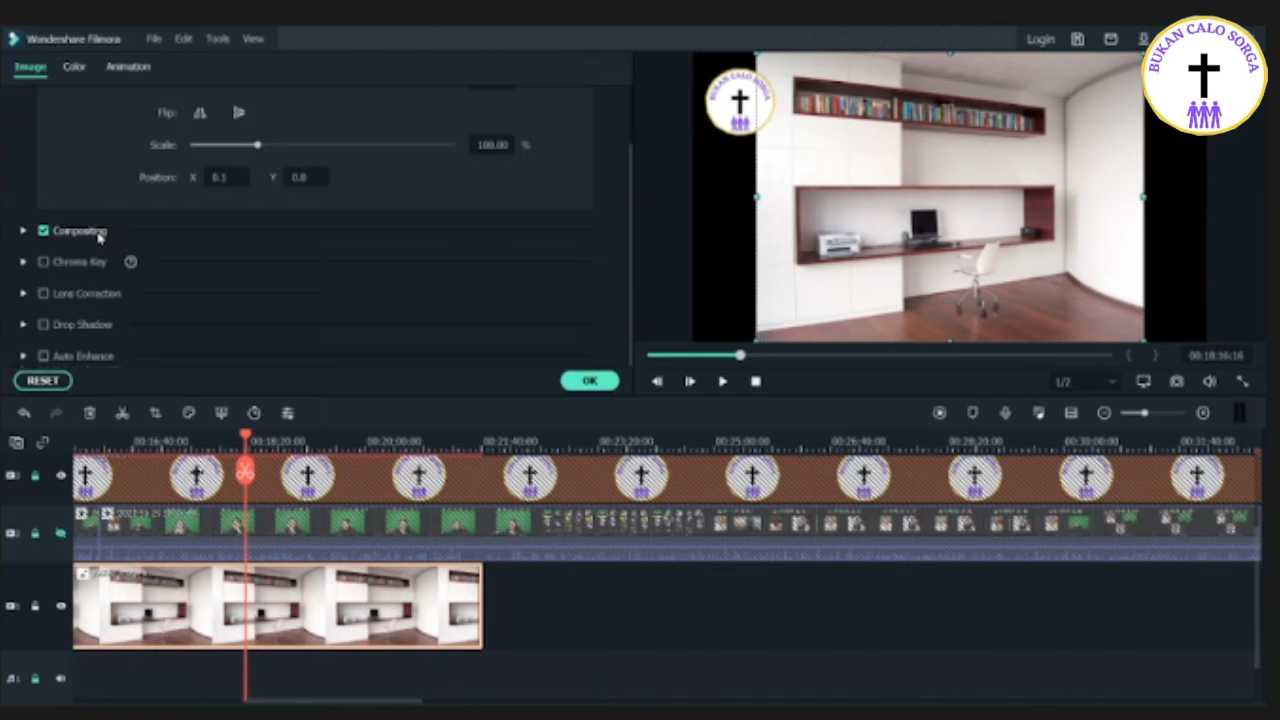 Wondershare Filmora File Edit Tools View Login
BUKAN CALO SORGA
Image Color Animation
BUKAN CALO SORGA
Flip:
Scale: 100.00 %
Position: X 0.1 Y 0.0
Compositing
Chroma Key
Lens Correction
Drop Shadow
Auto Enhance
00:18:36:16
RESET OK
1/2
00:16:40:00 00:18:20:00 00:20:00:00 00:21:40:00 00:23:20:00 00:25:00:00 00:26:40:00 00:28:20:00 00:30:00:00 00:31:40:00